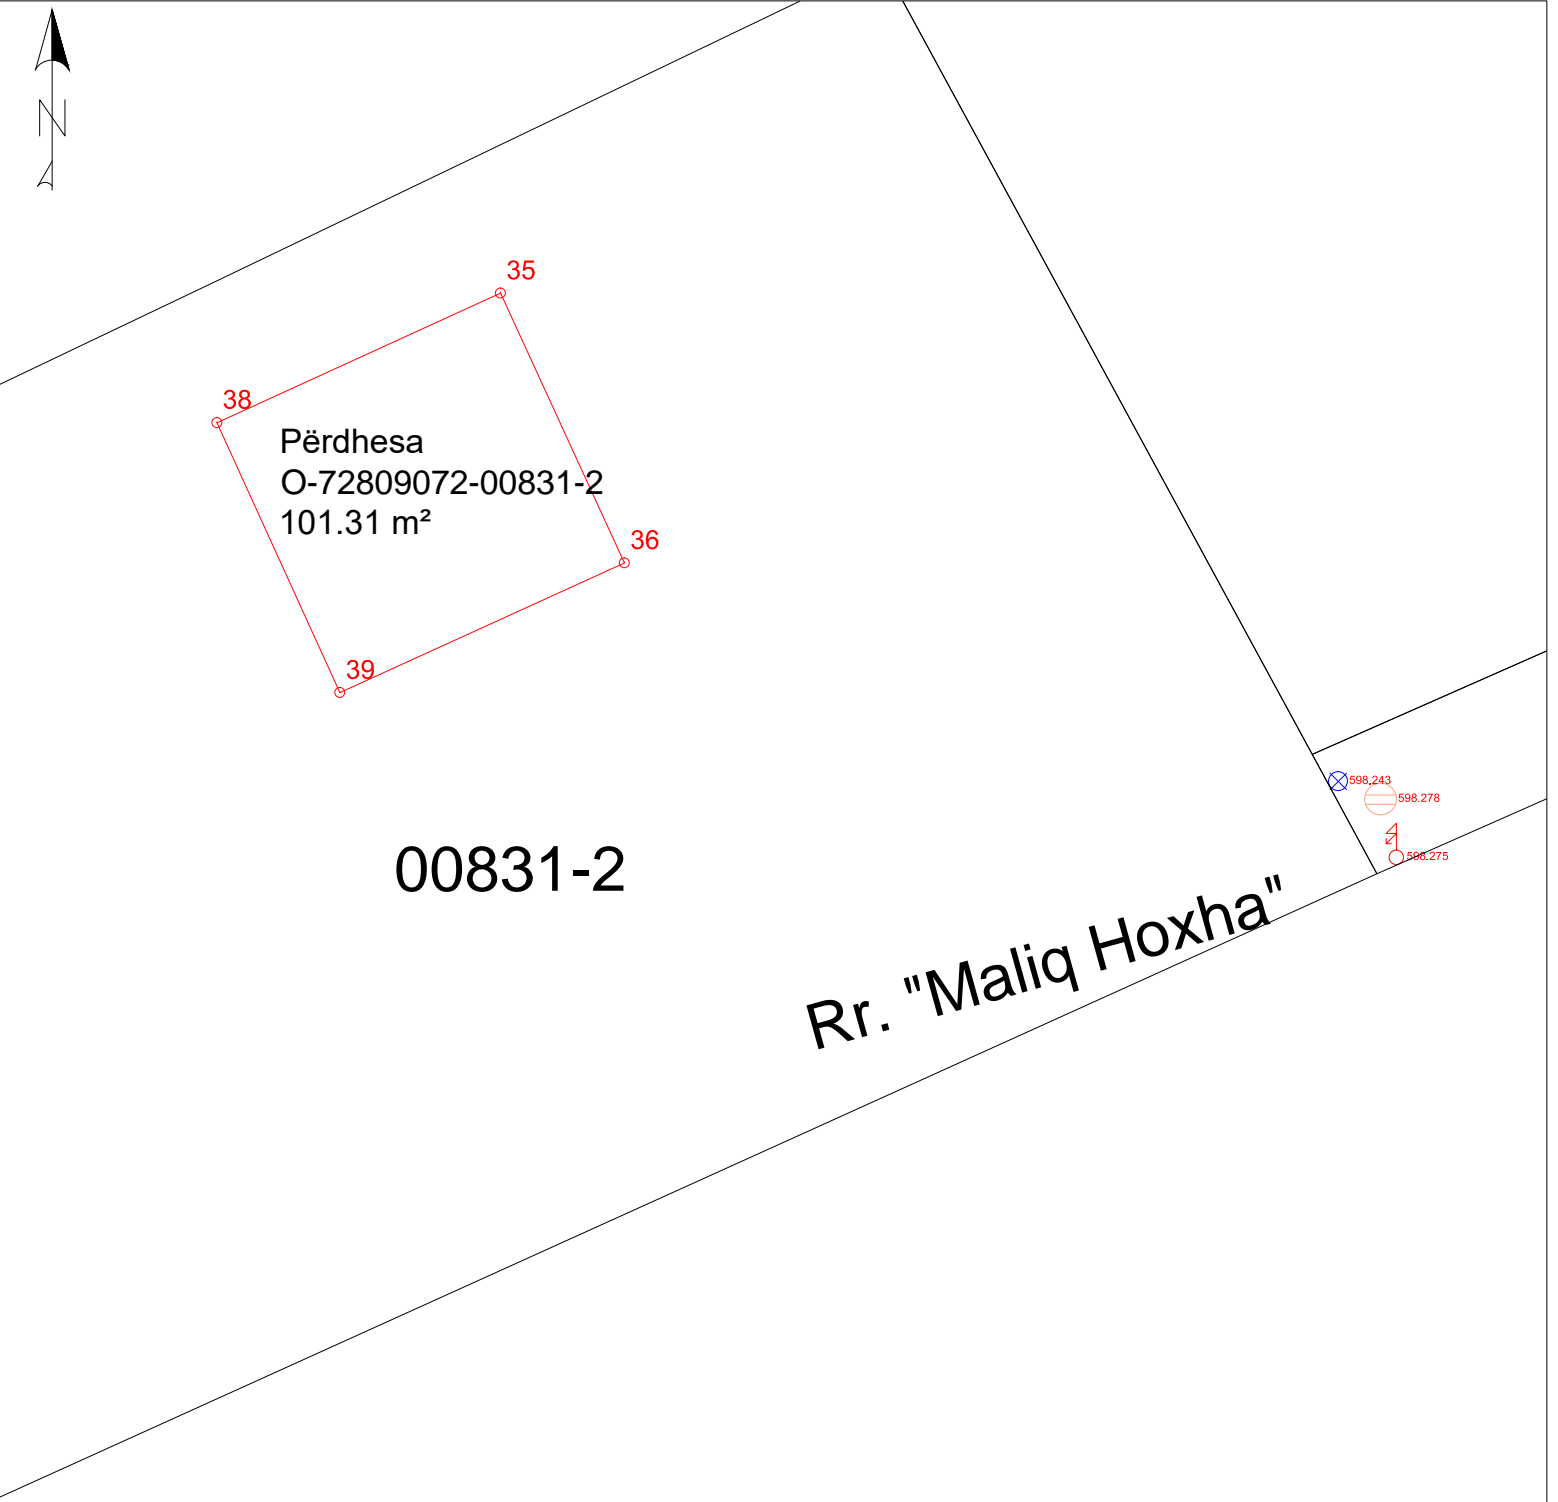 N
35
38
Përdhesa
O-72809072-00831-2
101.31 m²
36
39
598.243
598.278
598.275
00831-2
Rr. "Maliq Hoxha"